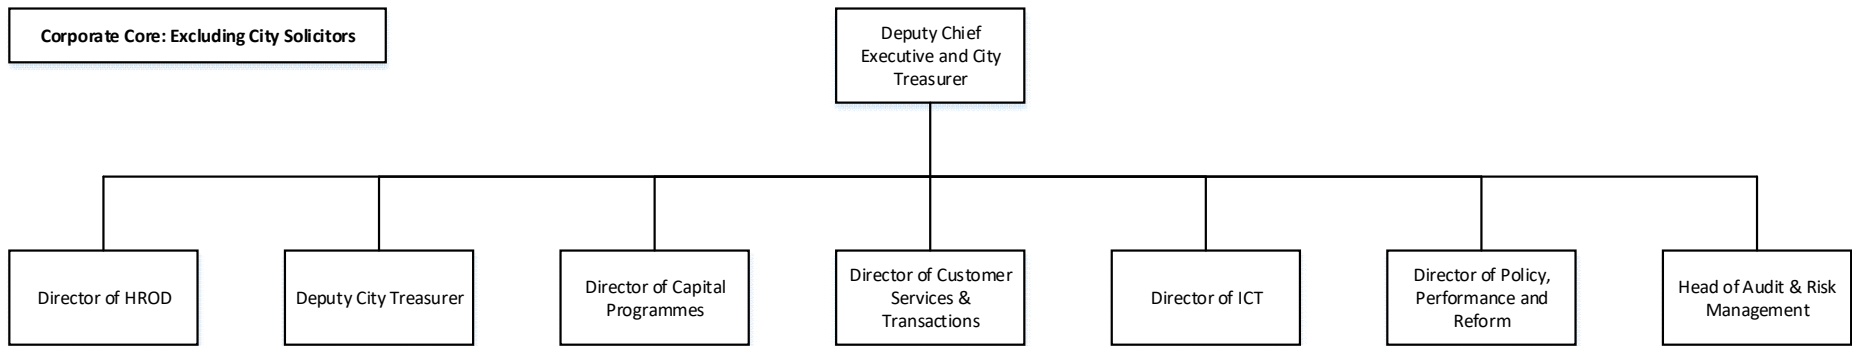 Corporate Core: Excluding City Solicitors
Deputy Chief
Executive and City
Treasurer
Director of HROD
Deputy City Treasurer
Director of Capital
Programmes
Director of Customer
Services &
Transactions
Director of ICT
Director of Policy,
Performance and
Reform
Head of Audit & Risk
Management